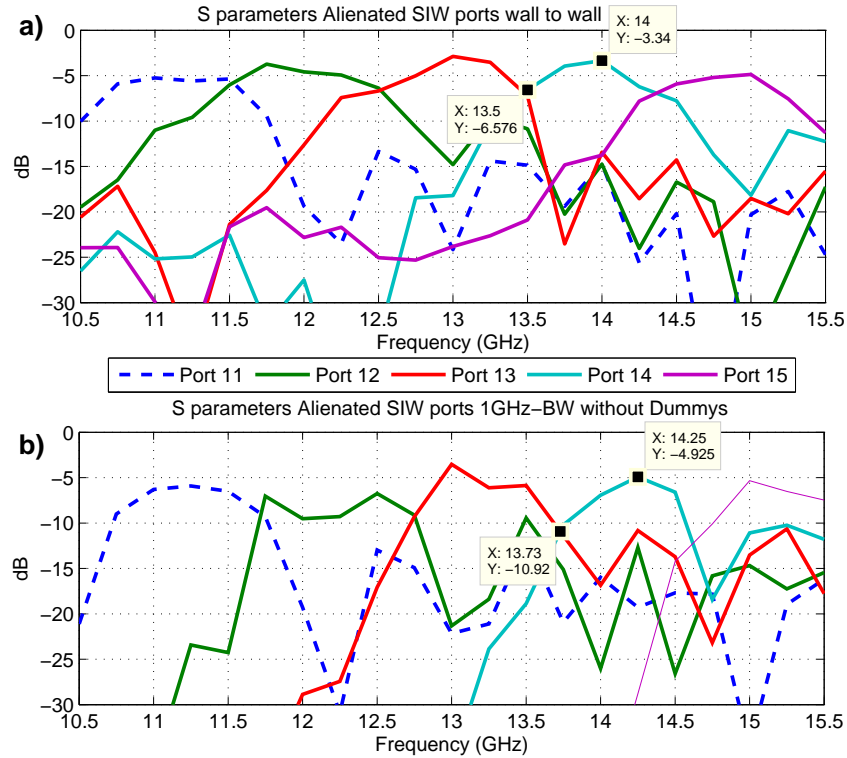 S parameters Alienated SIW ports wall to wall
a)
X: 14
Y: −3.34
X: 13.5
Y: −6.576
0
−5
−10
−15
−20
−25
−30
dB
10.5 11 11.5 12 12.5 13 13.5 14 14.5 15 15.5
Frequency (GHz)
Port 11 Port 12 Port 13 Port 14 Port 15
S parameters Alienated SIW ports 1GHz−BW without Dummys
b)
X: 14.25
Y: −4.925
X: 13.73
Y: −10.92
0
−5
−10
−15
−20
−25
−30
dB
10.5 11 11.5 12 12.5 13 13.5 14 14.5 15 15.5
Frequency (GHz)